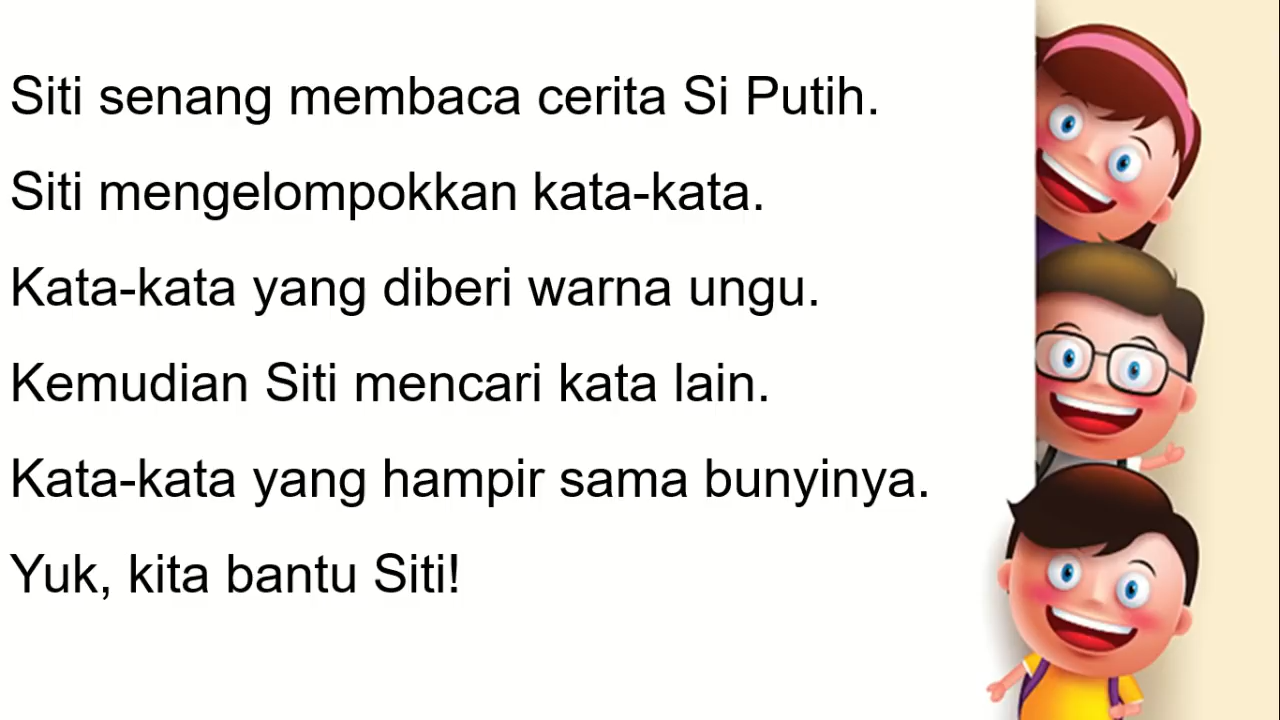 Siti senang membaca cerita Si Putih.
Siti mengelompokkan kata-kata.
Kata-kata yang diberi warna ungu.
Kemudian Siti mencari kata lain.
Kata-kata yang hampir sama bunyinya.
Yuk, kita bantu Siti!